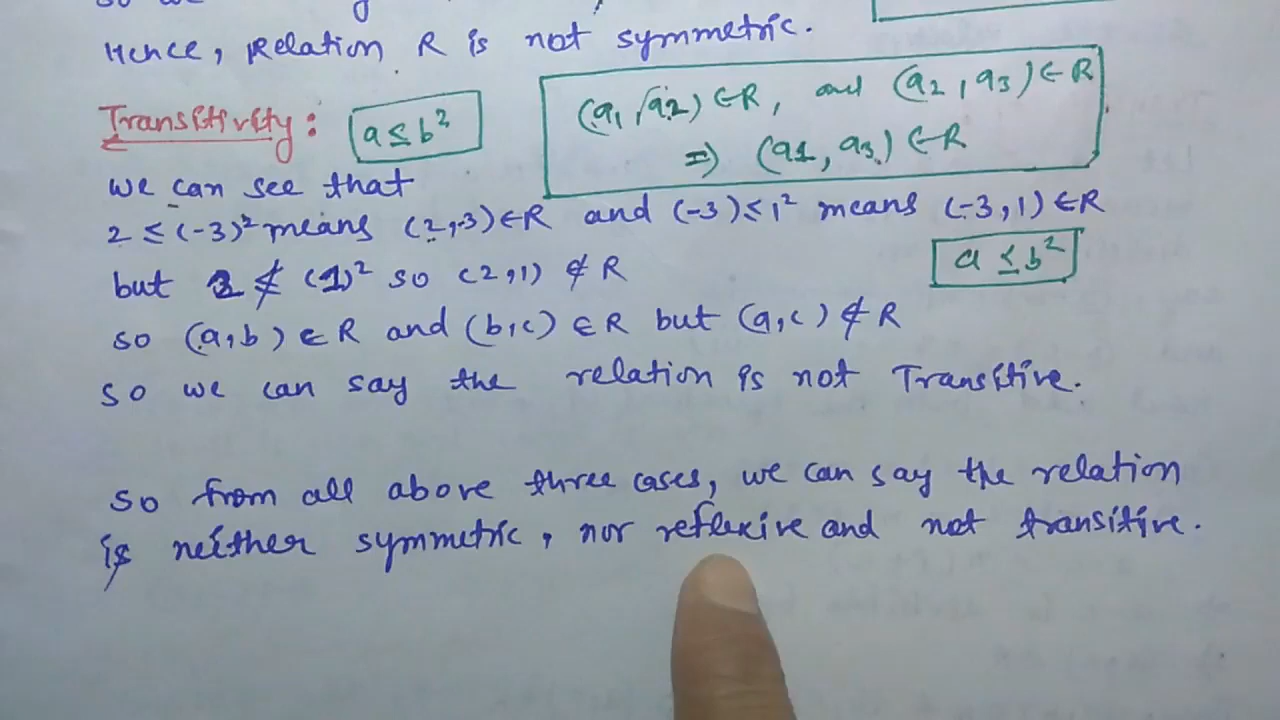 Hence, Relation R is not symmetric.
Transitivity: a ≤ b²
(a1, a2) ∈ R, and (a2, a3) ∈ R
⇒ (a1, a3) ∈ R
we can see that
2 ≤ (-3)² means (2,-3) ∈ R and (-3) ≤ 1² means (-3,1) ∈ R
but 2 ≰ (1)² so (2,1) ∉ R
a ≤ b²
so (a,b) ∈ R and (b,c) ∈ R but (a,c) ∉ R
so we can say the relation is not Transitive.
so from all above three cases, we can say the relation
is neither symmetric, nor reflexive and not transitive.